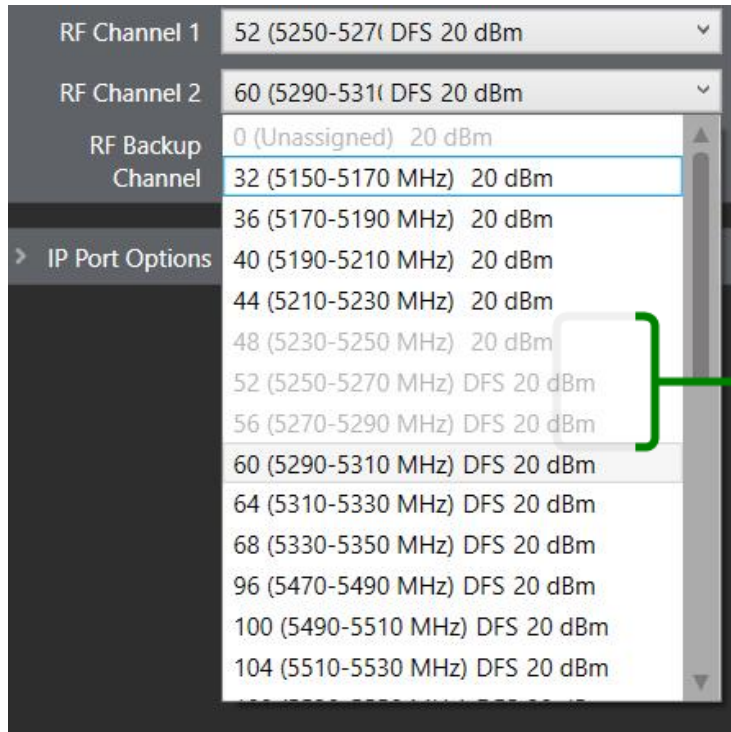 RF Channel 1 52 (5250-527( DFS 20 dBm
RF Channel 2 60 (5290-531( DFS 20 dBm
RF Backup
Channel
0 (Unassigned) 20 dBm
32 (5150-5170 MHz) 20 dBm
36 (5170-5190 MHz) 20 dBm
40 (5190-5210 MHz) 20 dBm
44 (5210-5230 MHz) 20 dBm
48 (5230-5250 MHz) 20 dBm
52 (5250-5270 MHz) DFS 20 dBm
56 (5270-5290 MHz) DFS 20 dBm
60 (5290-5310 MHz) DFS 20 dBm
64 (5310-5330 MHz) DFS 20 dBm
68 (5330-5350 MHz) DFS 20 dBm
96 (5470-5490 MHz) DFS 20 dBm
100 (5490-5510 MHz) DFS 20 dBm
104 (5510-5530 MHz) DFS 20 dBm
IP Port Options